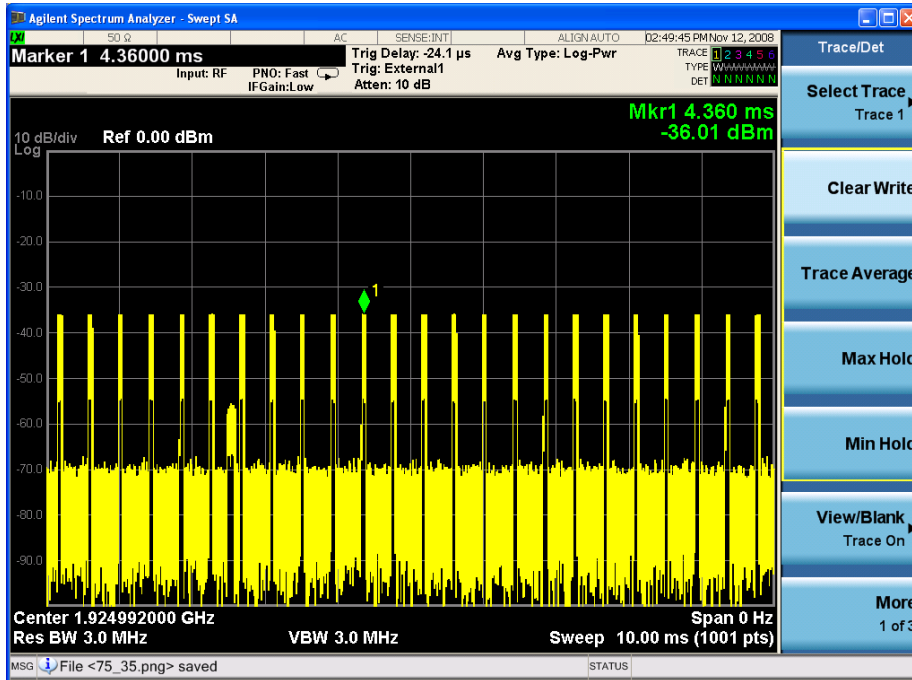 Agilent Spectrum Analyzer - Swept SA
LXI 50 Ω AC SENSE:INT ALIGNAUTO 02:49:45 PM Nov 12, 2008
Marker 1 4.36000 ms
Input: RF PNO: Fast
IFGain:Low
Trig Delay: -24.1 µs
Trig: External1
Atten: 10 dB
Avg Type: Log-Pwr
TRACE 1 2 3 4 5 6
TYPE WWWWWW
DET N N N N N N
Mkr1 4.360 ms
-36.01 dBm
10 dB/div Ref 0.00 dBm
Log
-10.0
-20.0
-30.0
1
-40.0
-50.0
-60.0
-70.0
-80.0
-90.0
Center 1.924992000 GHz Span 0 Hz
Res BW 3.0 MHz VBW 3.0 MHz Sweep 10.00 ms (1001 pts)
MSG File <75_35.png> saved STATUS
Trace/Det
Select Trace
Trace 1
Clear Write
Trace Average
Max Hold
Min Hold
View/Blank
Trace On
More
1 of 3